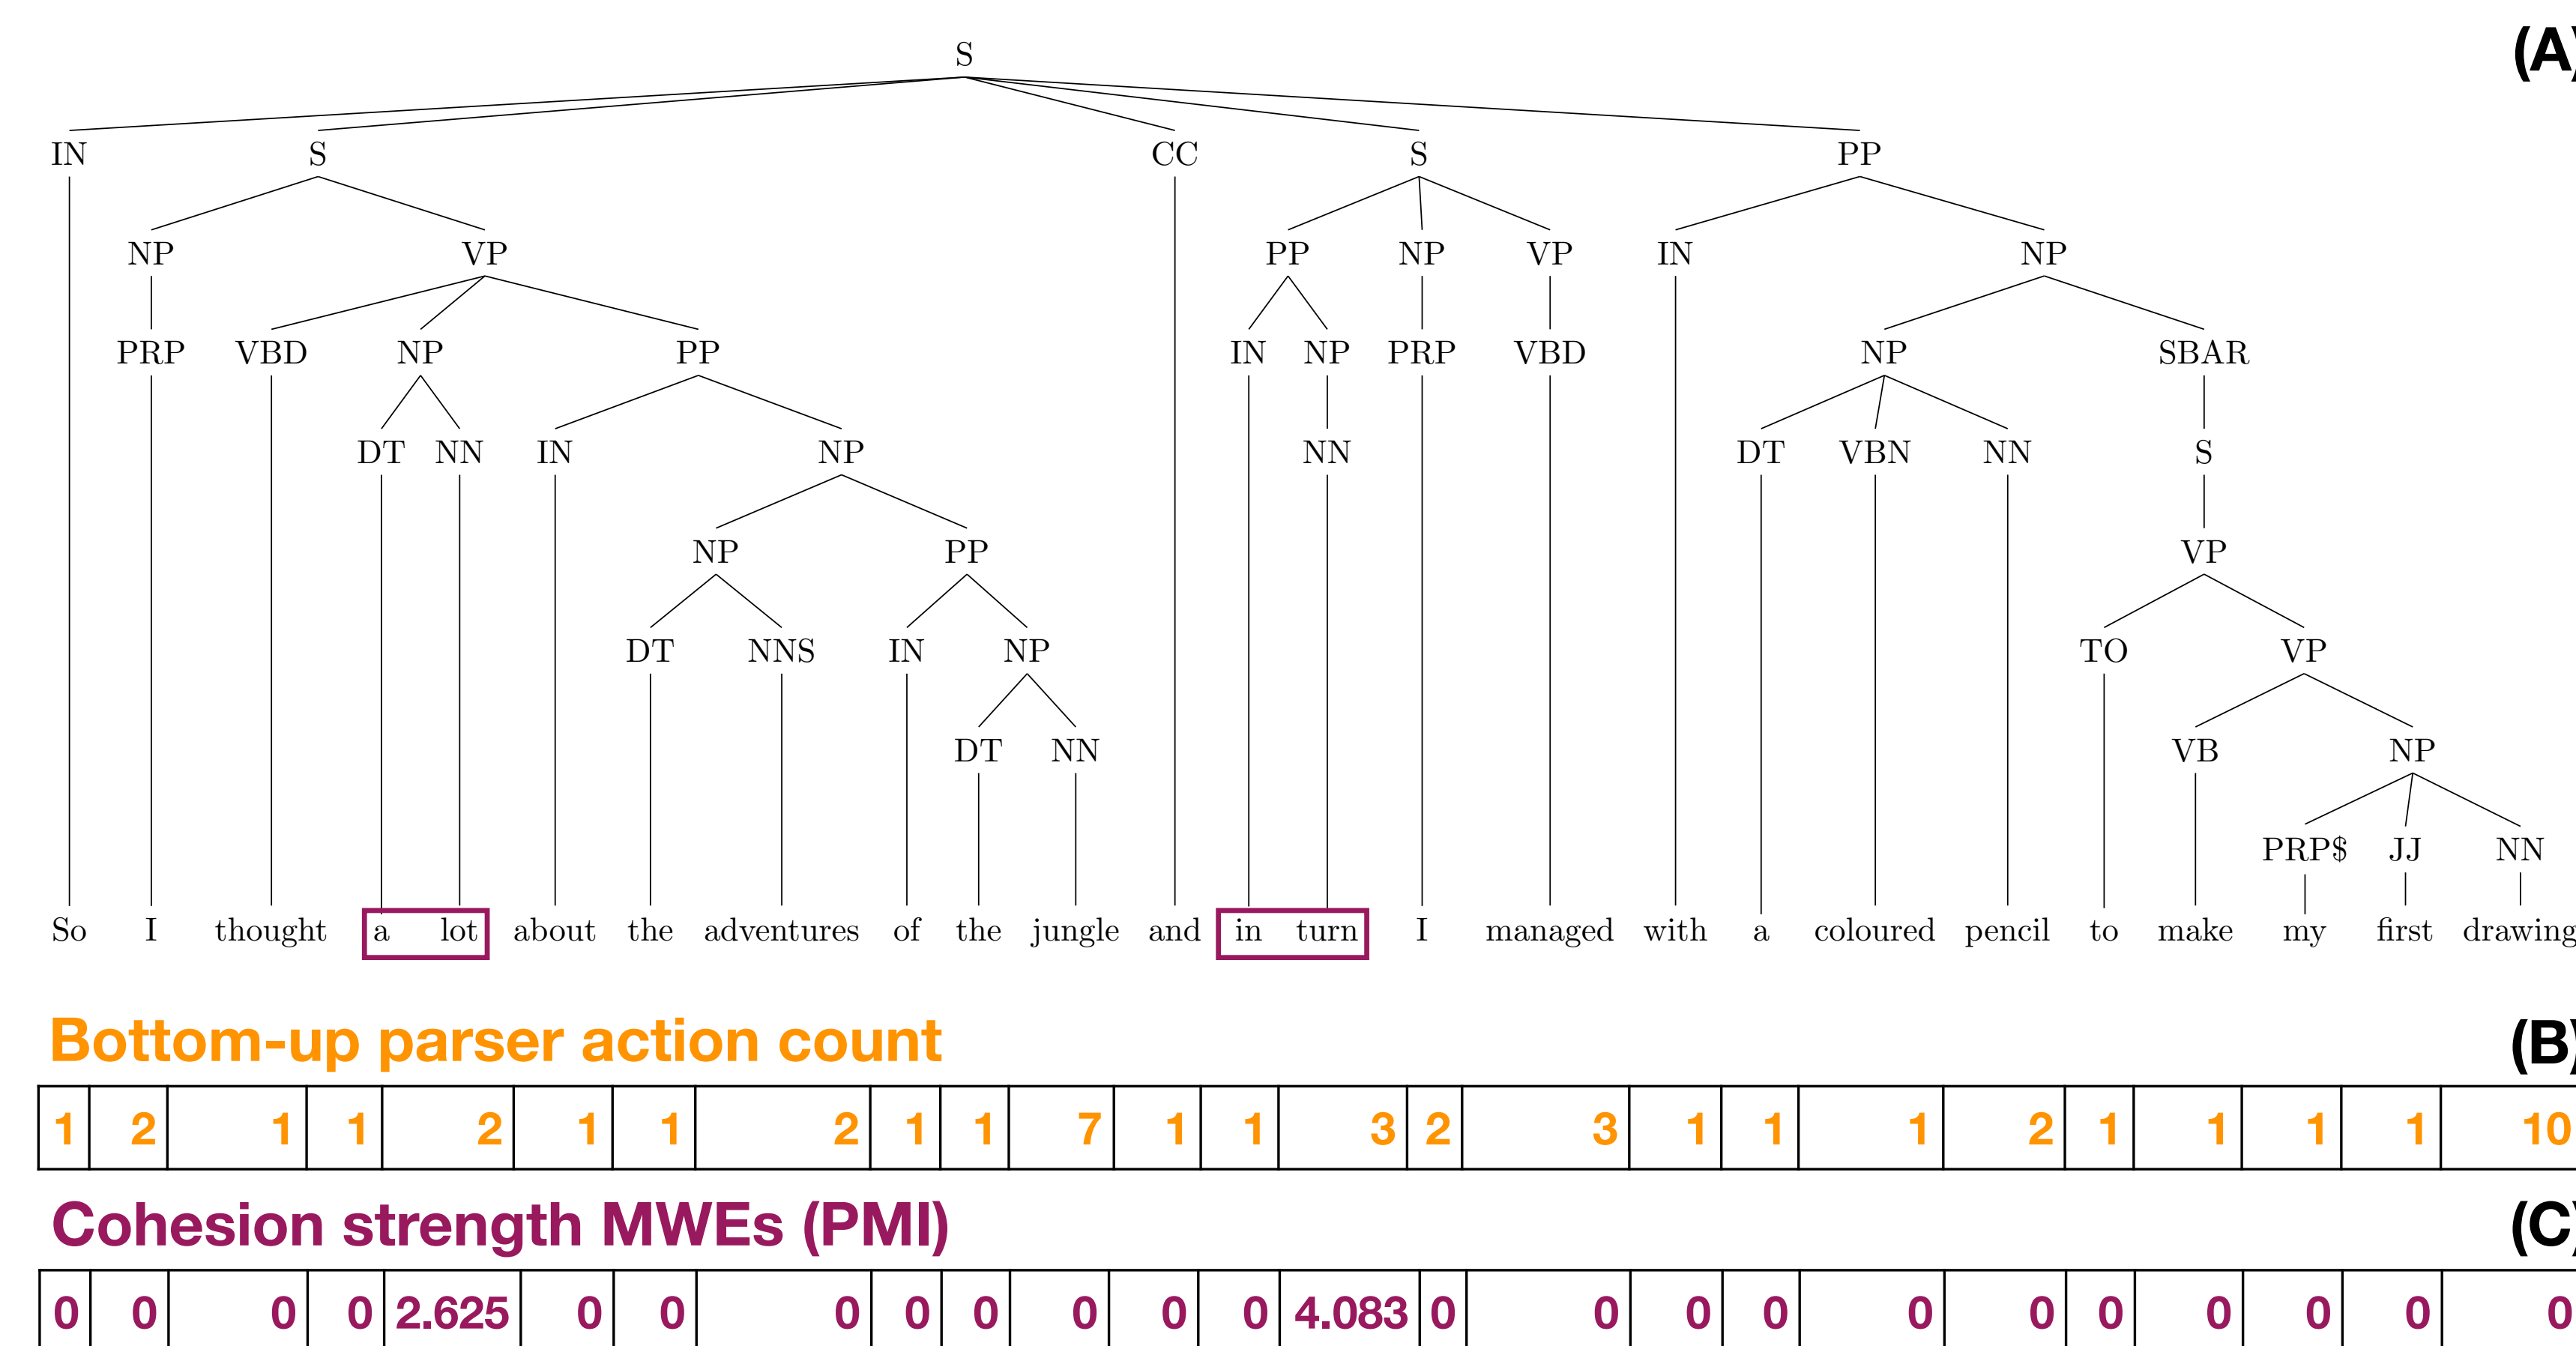 (A)
S
IN S CC S PP
NP VP PP NP VP IN NP
PRP VBD NP PP IN NP PRP VBD NP SBAR
DT NN IN NP NN DT VBN NN S
NP PP VP
DT NNS IN NP TO VP
DT NN VB NP
PRP$ JJ NN
So I thought a lot about the adventures of the jungle and in turn I managed with a coloured pencil to make my first drawing
Bottom-up parser action count (B)
1 2 1 1 2 1 1 2 1 1 7 1 1 3 2 3 1 1 1 2 1 1 1 1 10
Cohesion strength MWEs (PMI) (C)
0 0 0 0 2.625 0 0 0 0 0 0 0 0 4.083 0 0 0 0 0 0 0 0 0 0 0